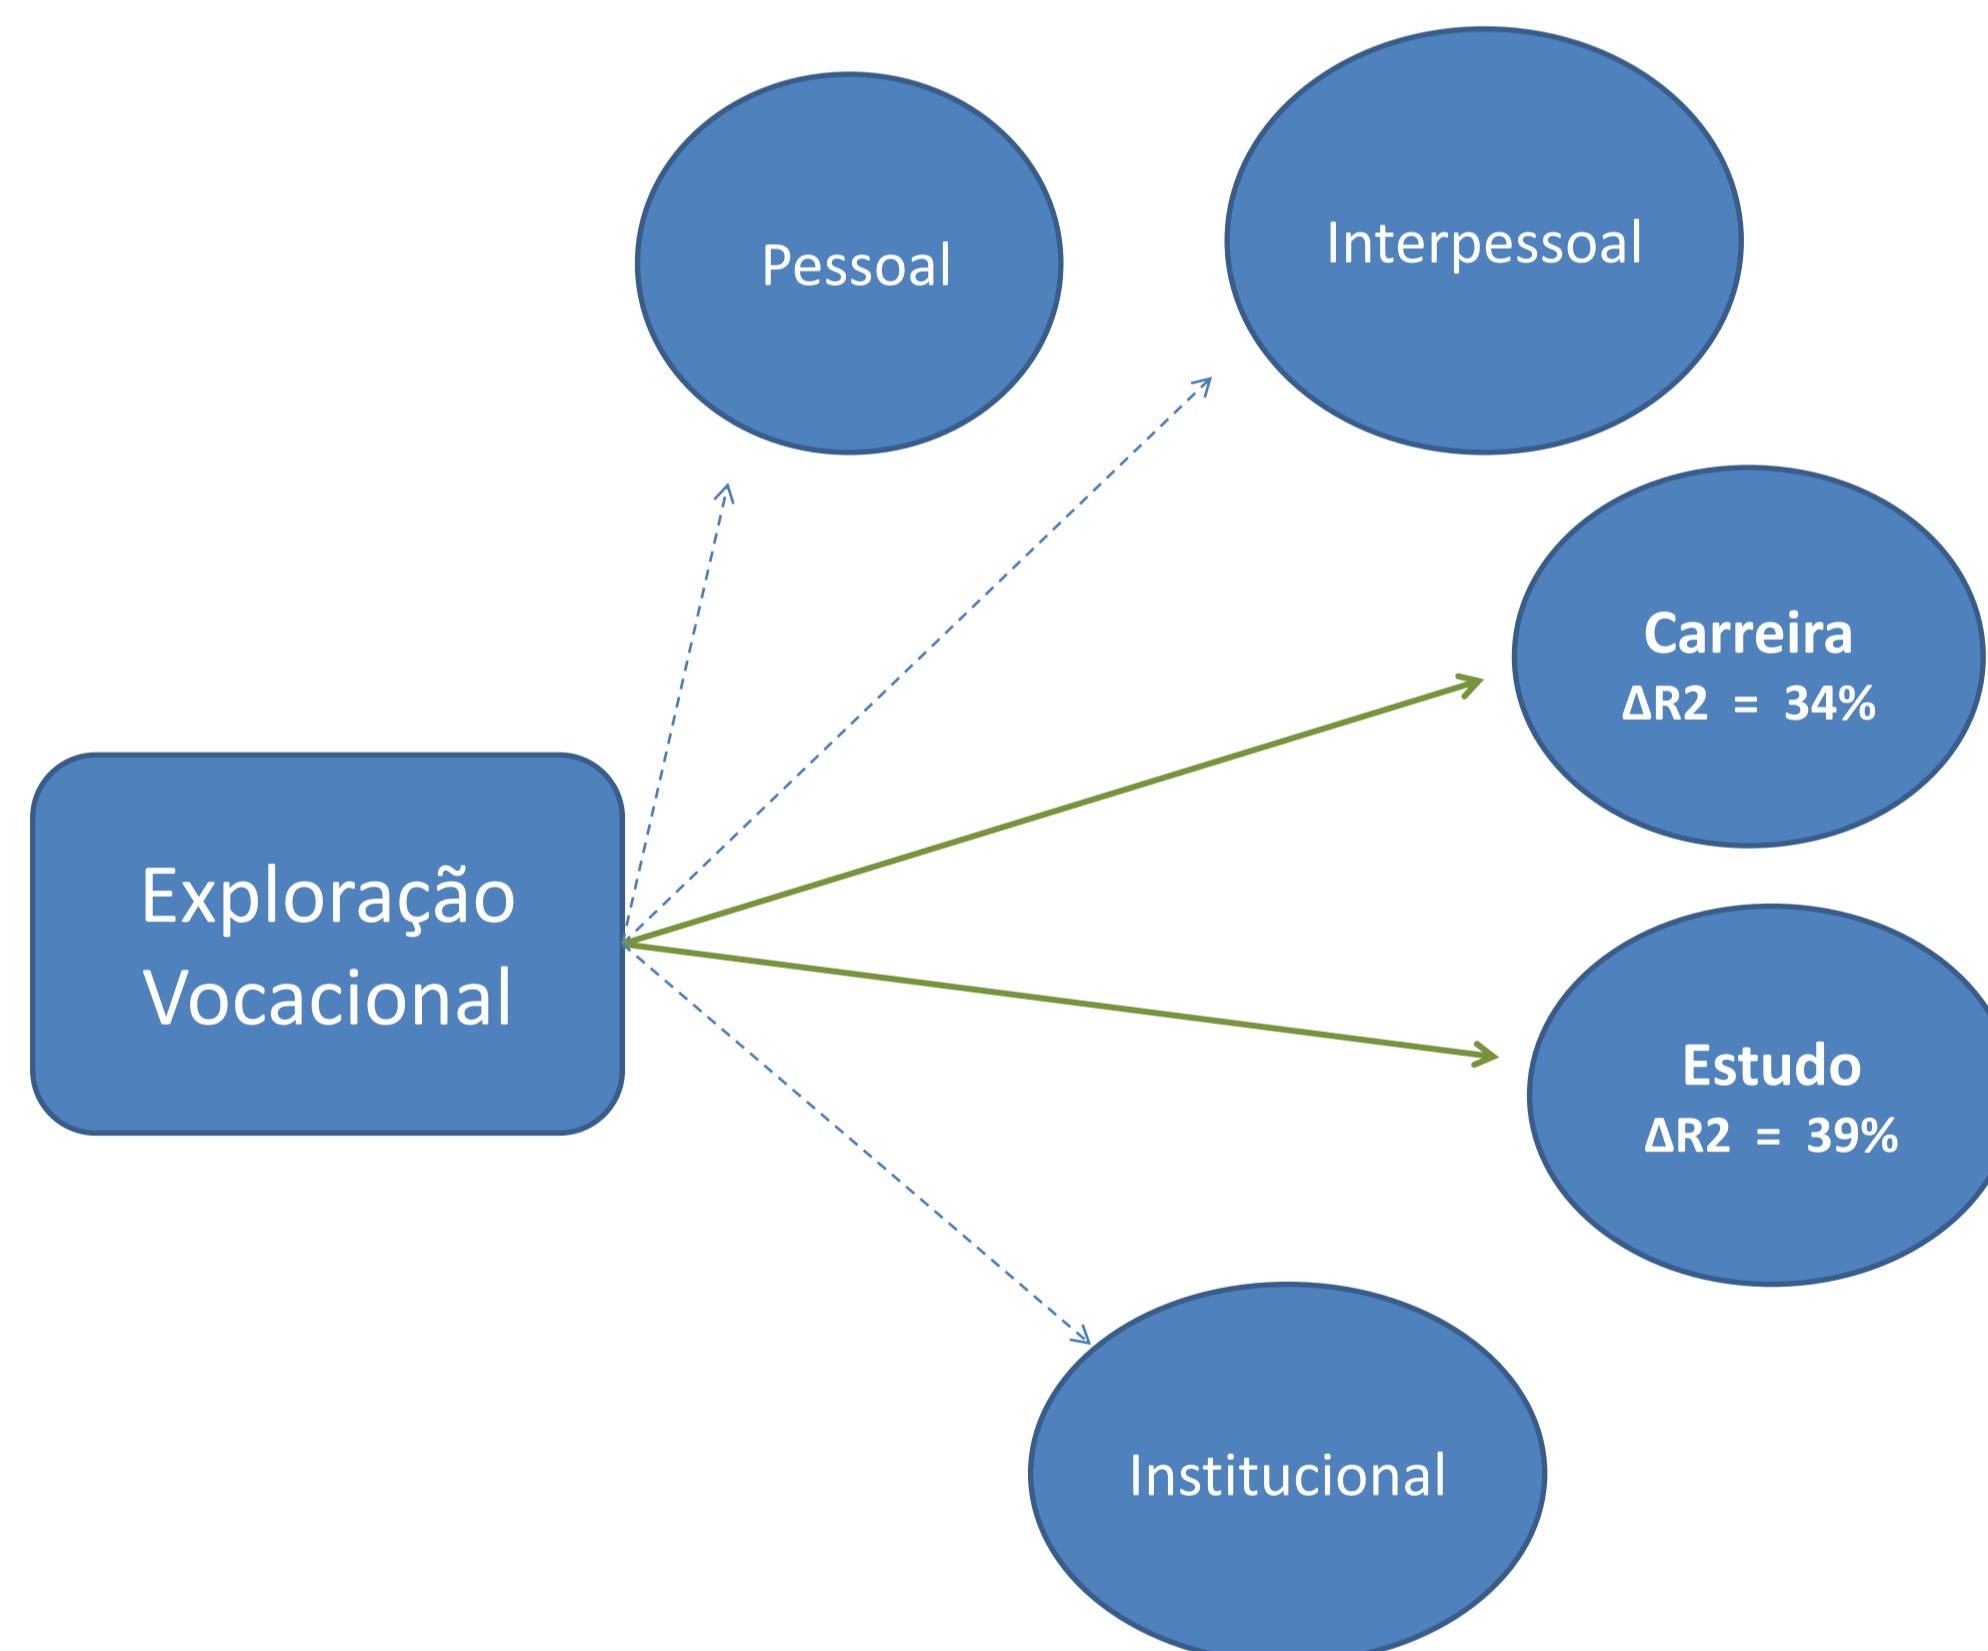 Pessoal
Interpessoal
Carreira
ΔR2 = 34%
Exploração
Vocacional
Estudo
ΔR2 = 39%
Institucional